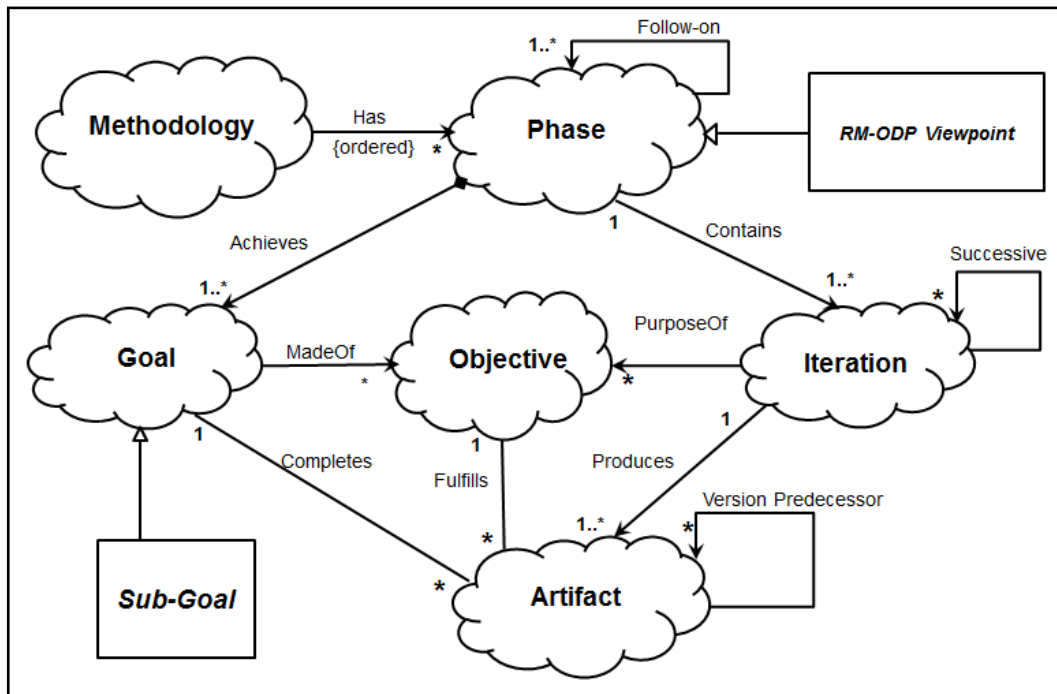 Follow-on
1..*
Methodology
Has
{ordered}
*
Phase
RM-ODP Viewpoint
1
Achieves
Contains
Successive
1..*
1..*
*
Goal
MadeOf
*
Objective
PurposeOf
*
Iteration
1
1
1
Completes
Fulfills
Produces
Version Predecessor
1..*
*
*
*
Sub-Goal
Artifact